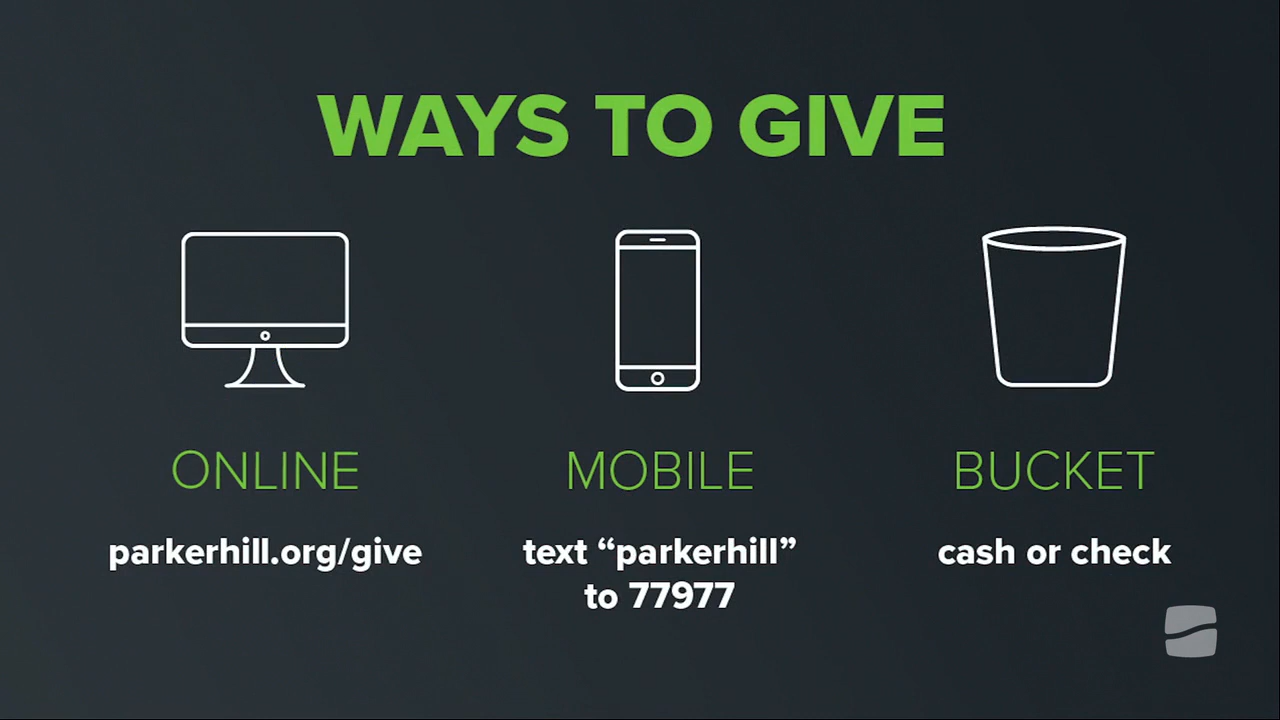 WAYS TO GIVE
ONLINE
parkerhill.org/give
MOBILE
text “parkerhill”
to 77977
BUCKET
cash or check